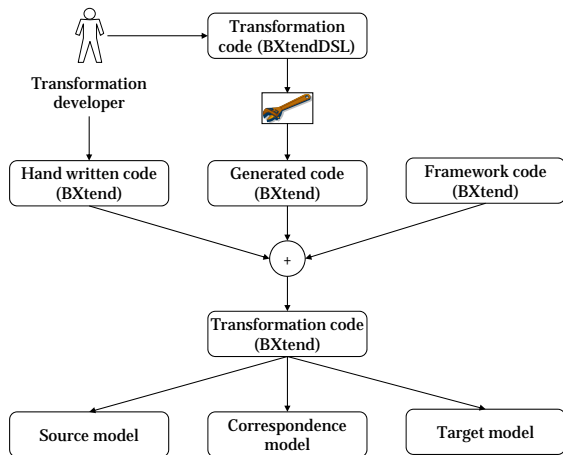 Transformation
code (BXtendDSL)
Transformation
developer
Hand written code
(BXtend)
Generated code
(BXtend)
Framework code
(BXtend)
+
Transformation code
(BXtend)
Source model
Correspondence
model
Target model